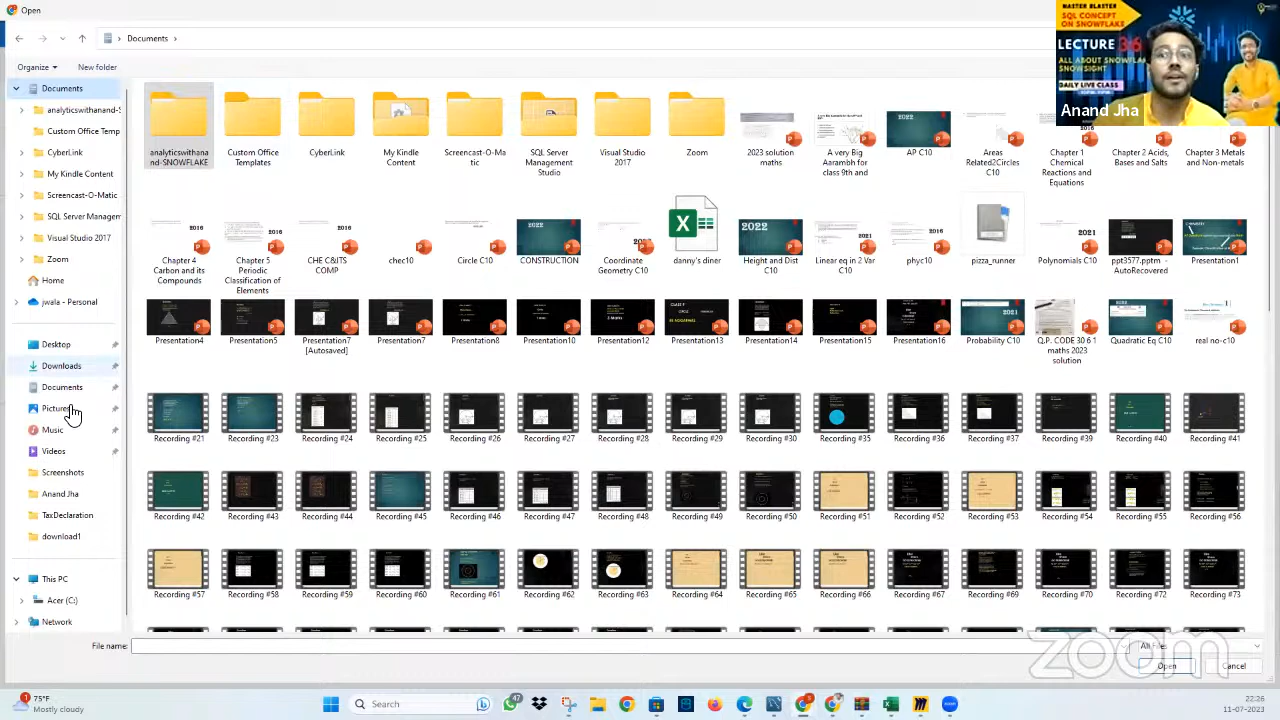 Open
Documents
Organize
New folder
MASTER BLASTER
SQL CONCEPT
ON SNOWFLAKE
LECTURE 36
ALL ABOUT SNOWFLA
SNOWSIGHT
DAILY LIVE CLASS
Anand Jha
Documents
analyticswithanand-S
Custom Office Tem
CyberLink
My Kindle Content
Screencast-O-Matic
SQL Server Managem
Visual Studio 2017
Zoom
Home
jwala - Personal
Desktop
Downloads
Documents
Pictures
Music
Videos
Screenshots
Anand Jha
TaxDeclaration
download1
This PC
Acer (C:)
Network
Custom Office Templates
CyberLink
My Kindle Content
Screencast-O-Matic
SQL Server Management Studio
Visual Studio 2017
Zoom
2023 solution maths
A very Big Aarambh for class 9th and
AP C10
Areas Related2Circles C10
Chapter 1 Chemical Reactions and Equations
Chapter 2 Acids, Bases and Salts
Chapter 3 Metals and Non-metals
Chapter 4 Carbon and its Compounds
Chapter 5 Periodic Classification of Elements
CHE CBJT2 COMP
chec10
Circle C10
CONSTRUCTION
Coordinate Geometry C10
danny's diner
Height and Dist C10
Linear eq in 2 Var C10
phyc10
pizza_runner
Polynomials C10
ppt3577.pptm - AutoRecovered
Presentation1
Presentation4
Presentation5
Presentation7 [Autosaved]
Presentation7
Presentation8
Presentation10
Presentation12
Presentation13
Presentation14
Presentation15
Presentation16
Probability C10
Q.P. CODE 30 6 1 maths 2023 solution
Quadratic Eq C10
real no-c10
Recording #21
Recording #23
Recording #24
Recording #25
Recording #26
Recording #27
Recording #28
Recording #29
Recording #30
Recording #35
Recording #36
Recording #37
Recording #39
Recording #40
Recording #41
Recording #42
Recording #43
Recording #44
Recording #45
Recording #46
Recording #47
Recording #48
Recording #49
Recording #50
Recording #51
Recording #52
Recording #53
Recording #54
Recording #55
Recording #56
Recording #57
Recording #58
Recording #59
Recording #60
Recording #61
Recording #62
Recording #63
Recording #64
Recording #65
Recording #66
Recording #67
Recording #69
Recording #70
Recording #72
Recording #73
File name:
All Files
Open
Cancel
zoom
75°F
Mostly cloudy
Search
22:26
11-07-2023